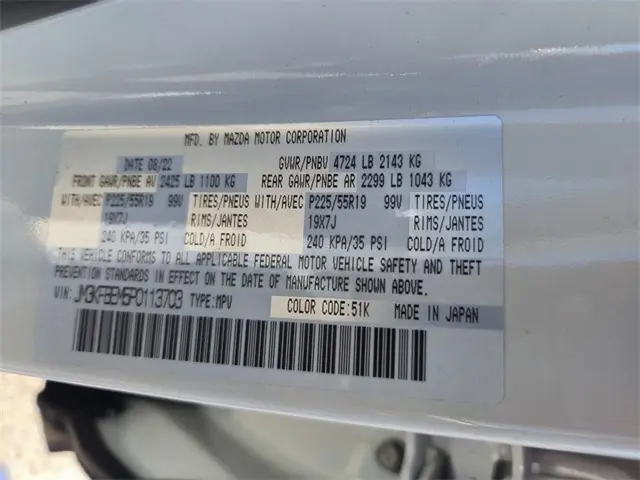 MFD. BY MAZDA MOTOR CORPORATION
DATE 08/22 GVWR/PNBV 4724 LB 2143 KG
FRONT GAWR/PNBE AV 2425 LB 1100 KG REAR GAWR/PNBE AR 2299 LB 1043 KG
WITH/AVEC P225/55R19 99V TIRES/PNEUS WITH/AVEC P225/55R19 99V TIRES/PNEUS
19X7J RIMS/JANTES 19X7J RIMS/JANTES
240 KPA/35 PSI COLD/A FROID 240 KPA/35 PSI COLD/A FROID
THIS VEHICLE CONFORMS TO ALL APPLICABLE FEDERAL MOTOR VEHICLE SAFETY AND THEFT
PREVENTION STANDARDS IN EFFECT ON THE DATE OF MANUFACTURE SHOWN ABOVE.
VIN: JM3KFBEM5P0113703 TYPE:MPV COLOR CODE:51K MADE IN JAPAN